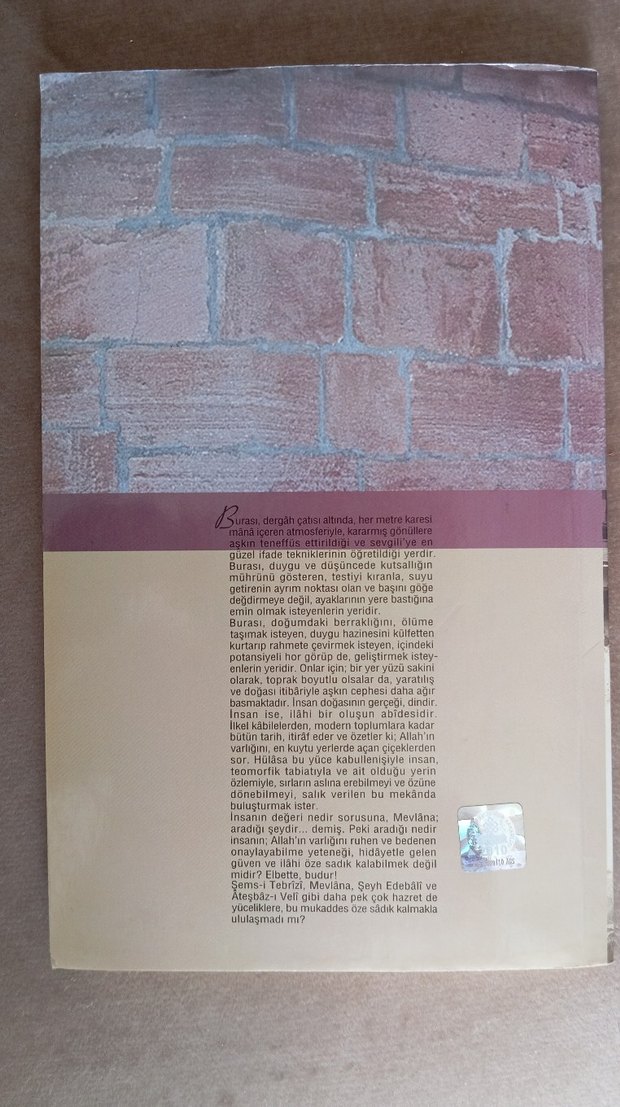 Burası, dergâh çatısı altında, her metre karesi
mânâ içeren atmosferiyle, kararmış gönüllere
aşkın teneffüs ettirildiği ve sevgili'ye en
güzel ifade tekniklerinin öğretildiği yerdir.
Burası, duygu ve düşüncede kutsallığın
mührünü gösteren, testiyi kıranla, suyu
getirenin ayrım noktası olan ve başını göğe
değdirmeye değil, ayaklarının yere bastığına
emin olmak isteyenlerin yeridir.
Burası, doğumdaki berraklığını, ölüme
taşımak isteyen, duygu hazinesini külfetten
kurtarıp rahmete çevirmek isteyen, içindeki
potansiyeli hor görüp de, geliştirmek istey-
enlerin yeridir. Onlar için; bir yer yüzü sakini
olarak, toprak boyutlu olsalar da, yaratılış
ve doğası itibâriyle aşkın cephesi daha ağır
basmaktadır. İnsan doğasının gerçeği, dindir.
İnsan ise, ilâhi bir oluşun abîdesidir.
İlkel kâbilelerden, modern toplumlara kadar
bütün tarih, itirâf eder ve özetler ki; Allah'ın
varlığını, en kuytu yerlerde açan çiçeklerden
sor. Hülâsa bu yüce kabullenişiyle insan,
teomorfik tabiatıyla ve ait olduğu yerin
özlemiyle, sırların aslına erebilmeyi ve özüne
dönebilmeyi, salık verilen bu mekânda
buluşturmak ister.
İnsanın değeri nedir sorusuna, Mevlâna;
aradığı şeydir... demiş. Peki aradığı nedir
insanın; Allah'ın varlığını ruhen ve bedenen
onaylayabilme yeteneği, hidâyetle gelen
güven ve ilâhi öze sadık kalabilmek değil
midir? Elbette, budur!
Şems-i Tebrîzî, Mevlâna, Şeyh Edebâli ve
Âteşbâz-ı Velî gibi daha pek çok hazret de
yüceliklere, bu mukaddes öze sâdık kalmakla
ululaşmadı mı?